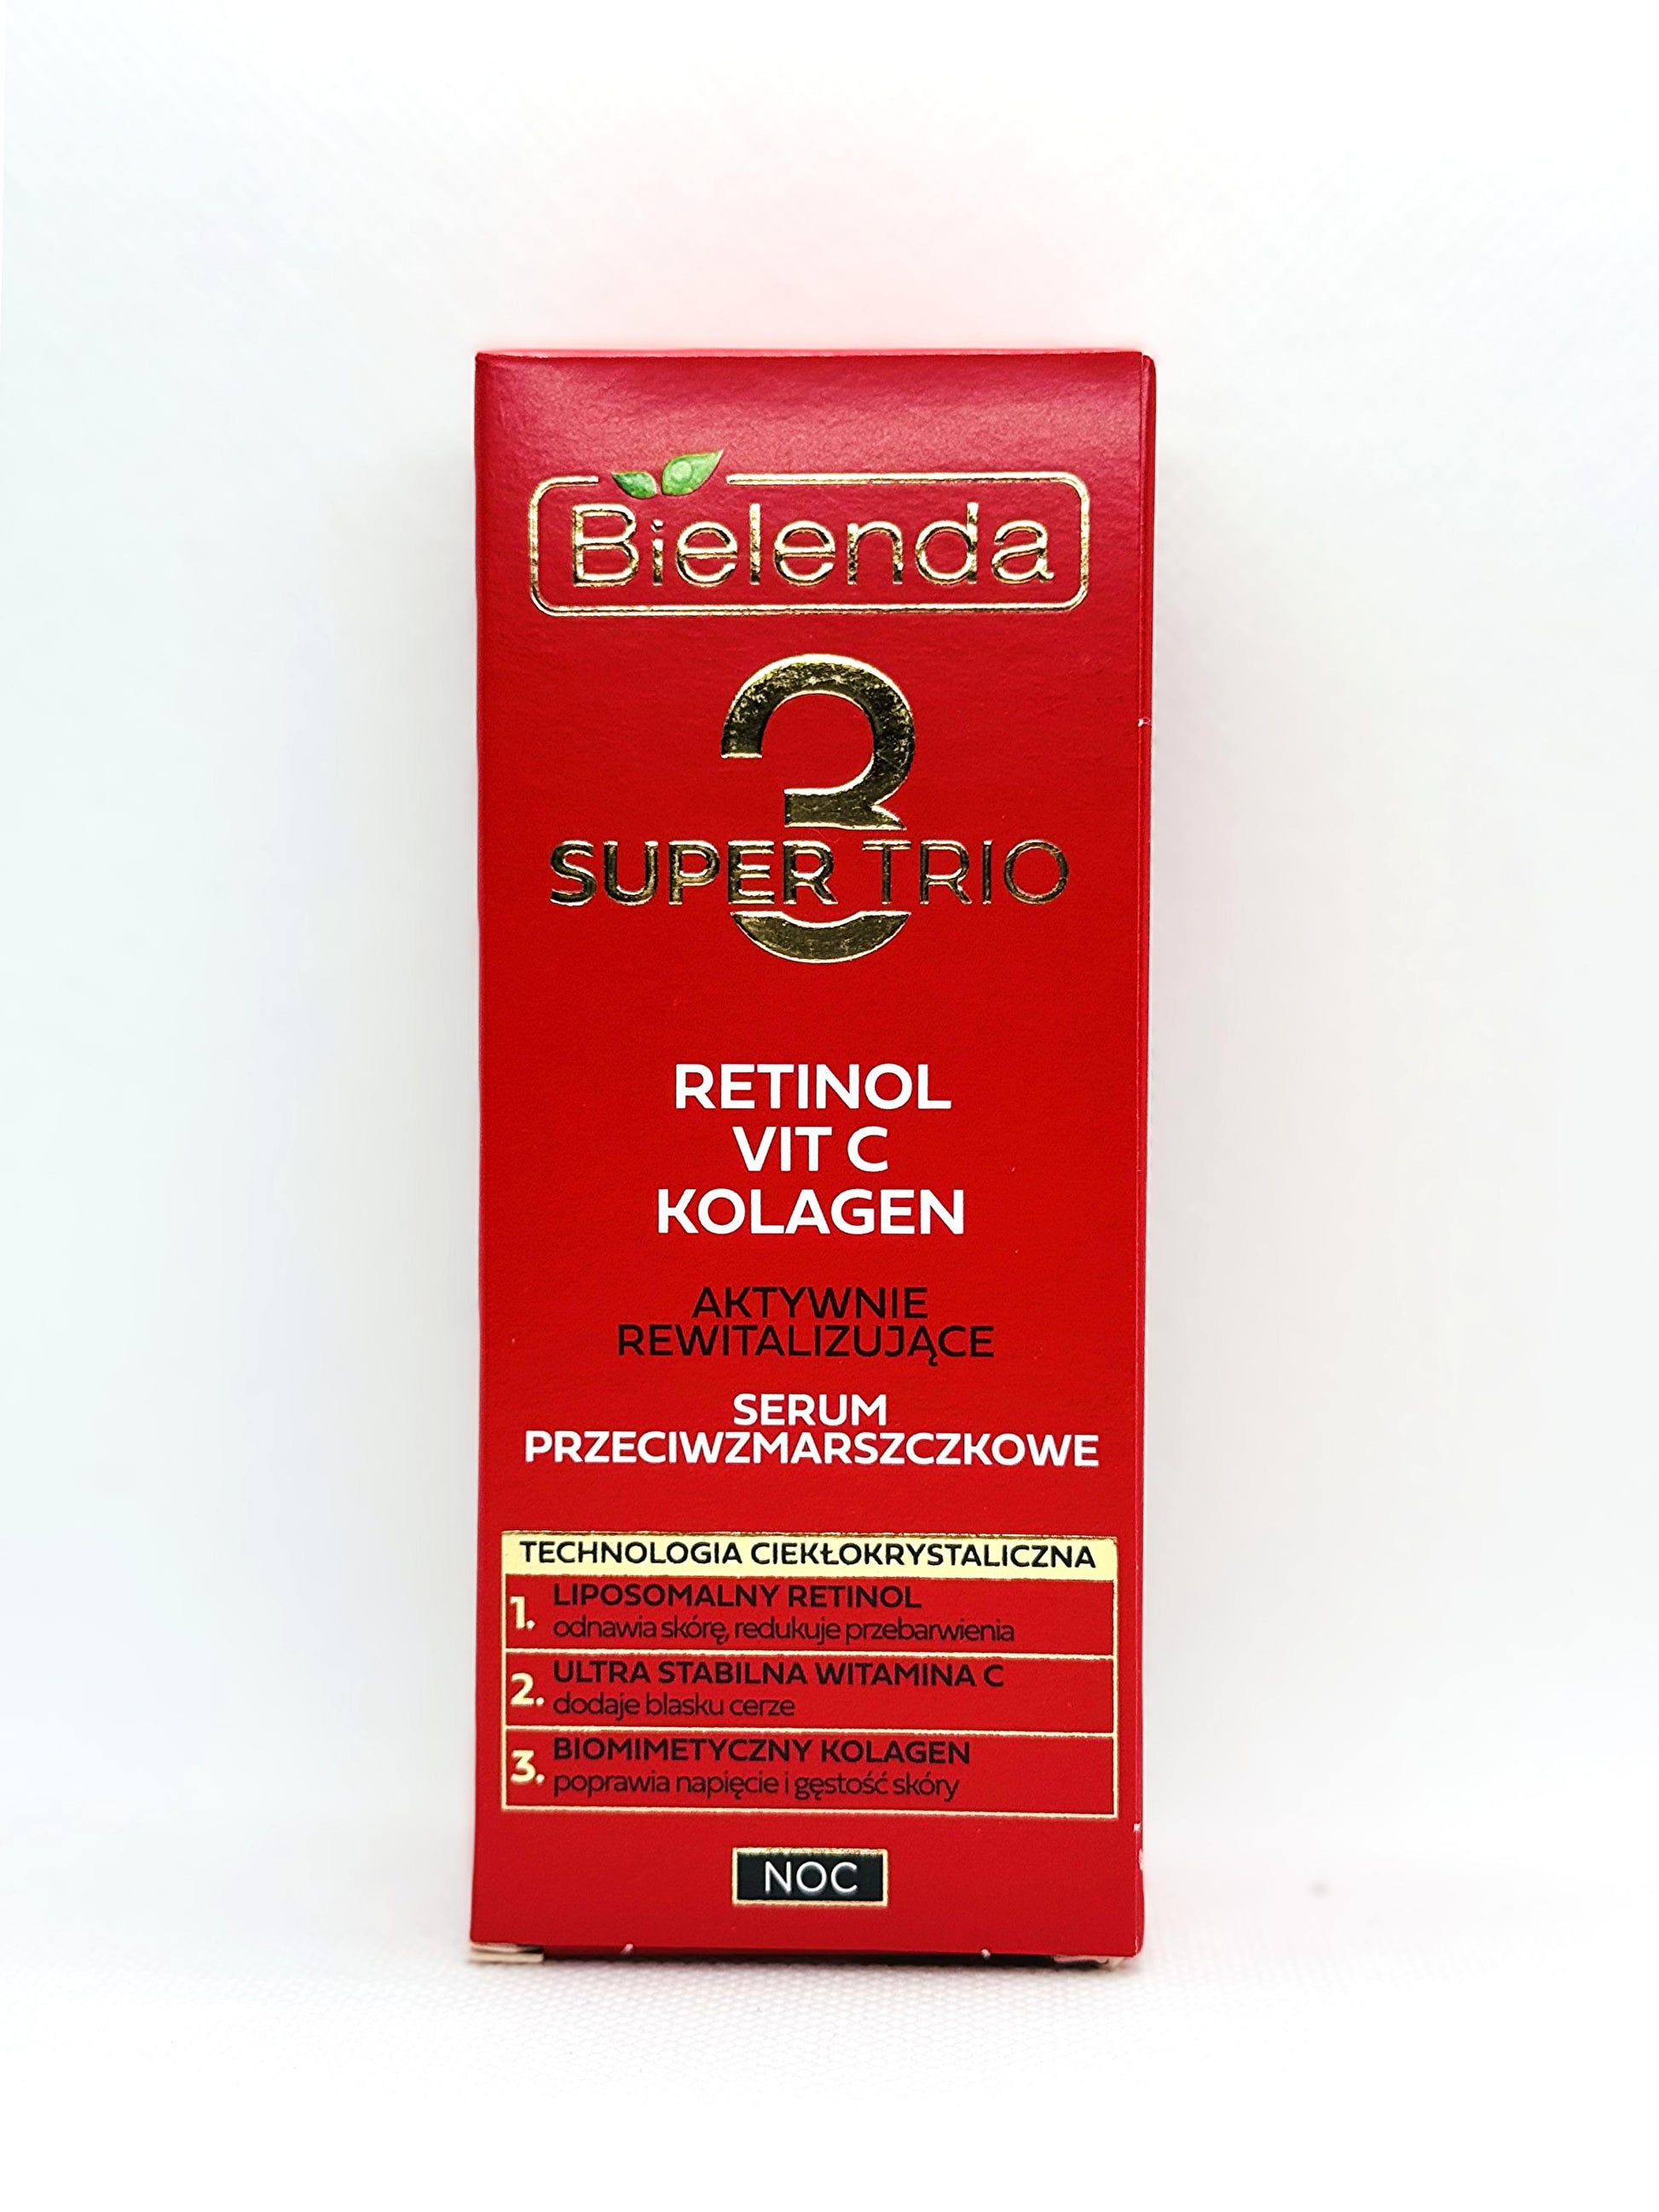 Bielenda
3
SUPER TRIO
RETINOL
VIT C
KOLAGEN
AKTYWNIE
REWITALIZUJĄCE
SERUM
PRZECIWZMARSZCZKOWE
TECHNOLOGIA CIEKŁOKRYSTALICZNA
1. LIPOSOMALNY RETINOL
odnawia skórę, redukuje przebarwienia
2. ULTRA STABILNA WITAMINA C
dodaje blasku cerze
3. BIOMIMETYCZNY KOLAGEN
poprawia napięcie i gęstość skóry
NOC